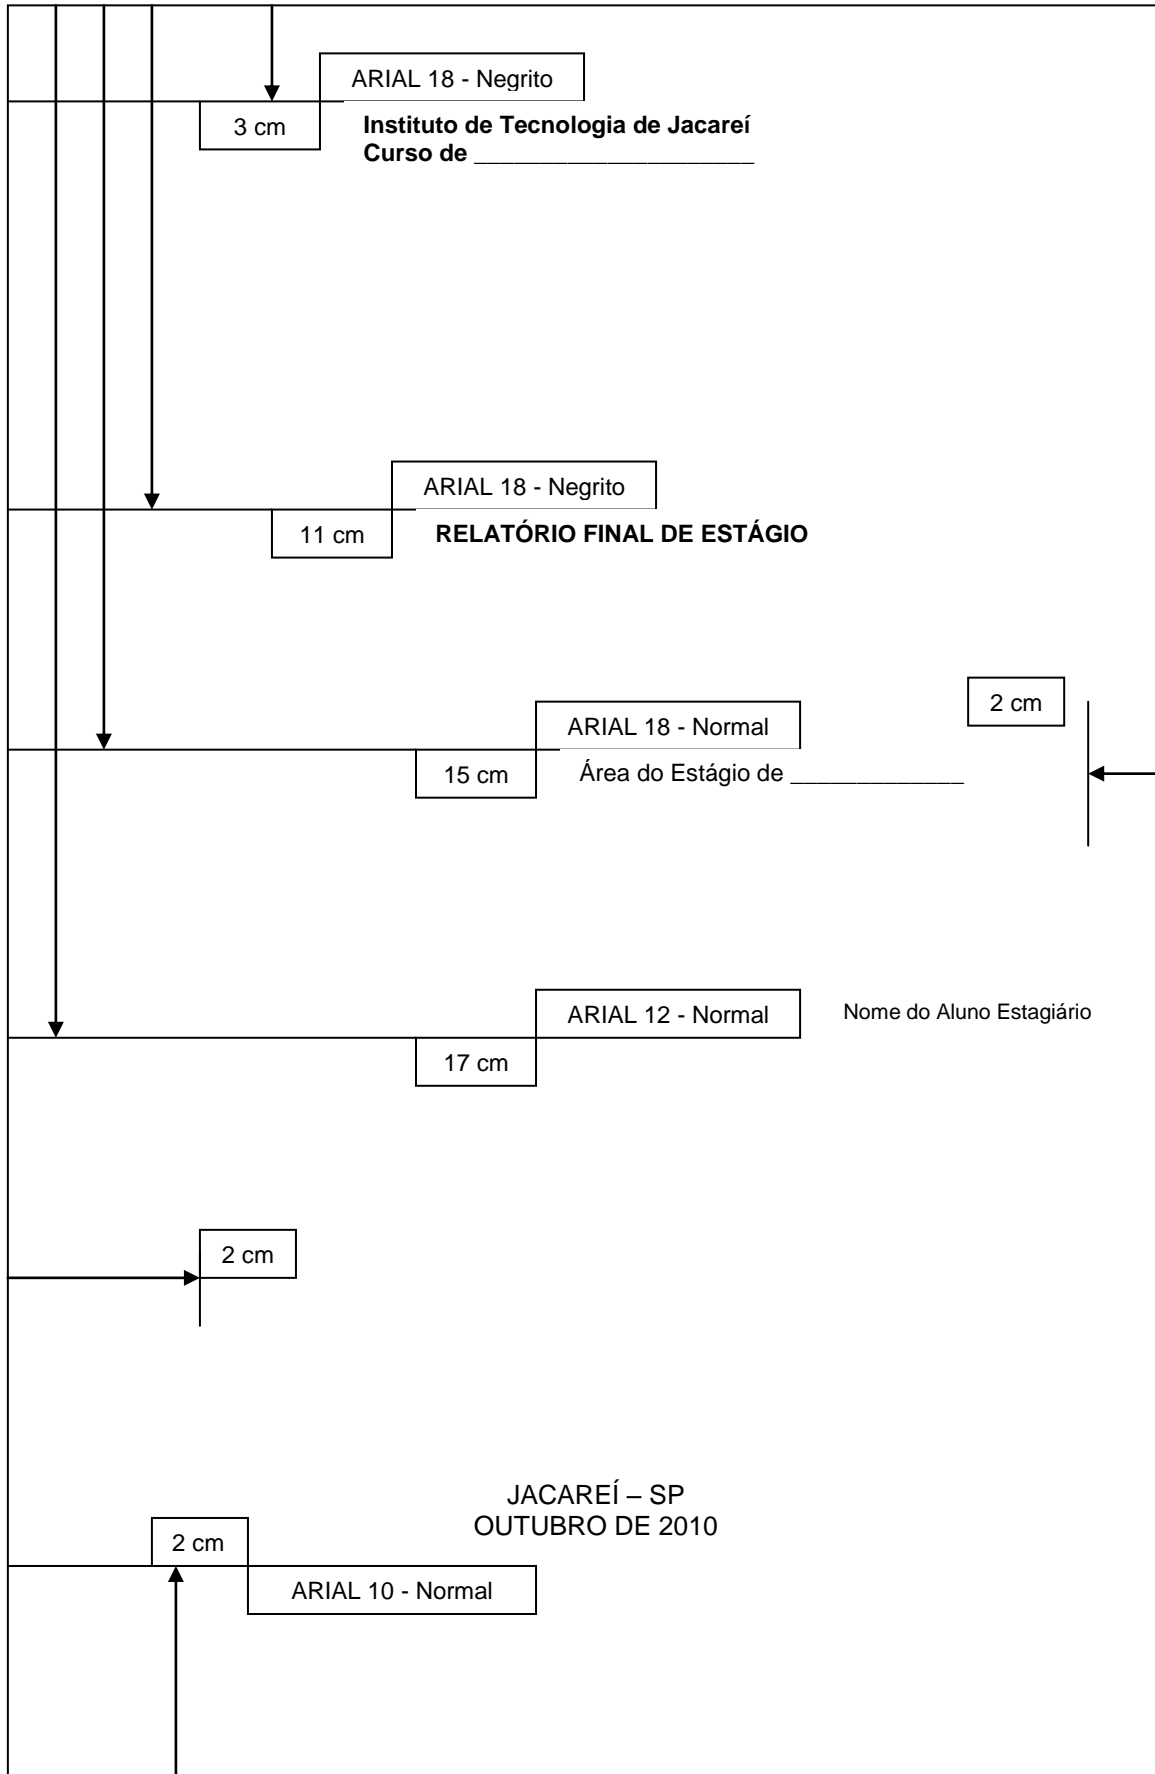 ARIAL 18 - Negrito
3 cm
Instituto de Tecnologia de Jacareí
Curso de _____________________
ARIAL 18 - Negrito
11 cm
RELATÓRIO FINAL DE ESTÁGIO
2 cm
ARIAL 18 - Normal
15 cm
Área do Estágio de _____________
ARIAL 12 - Normal
Nome do Aluno Estagiário
17 cm
2 cm
JACAREÍ – SP
OUTUBRO DE 2010
2 cm
ARIAL 10 - Normal